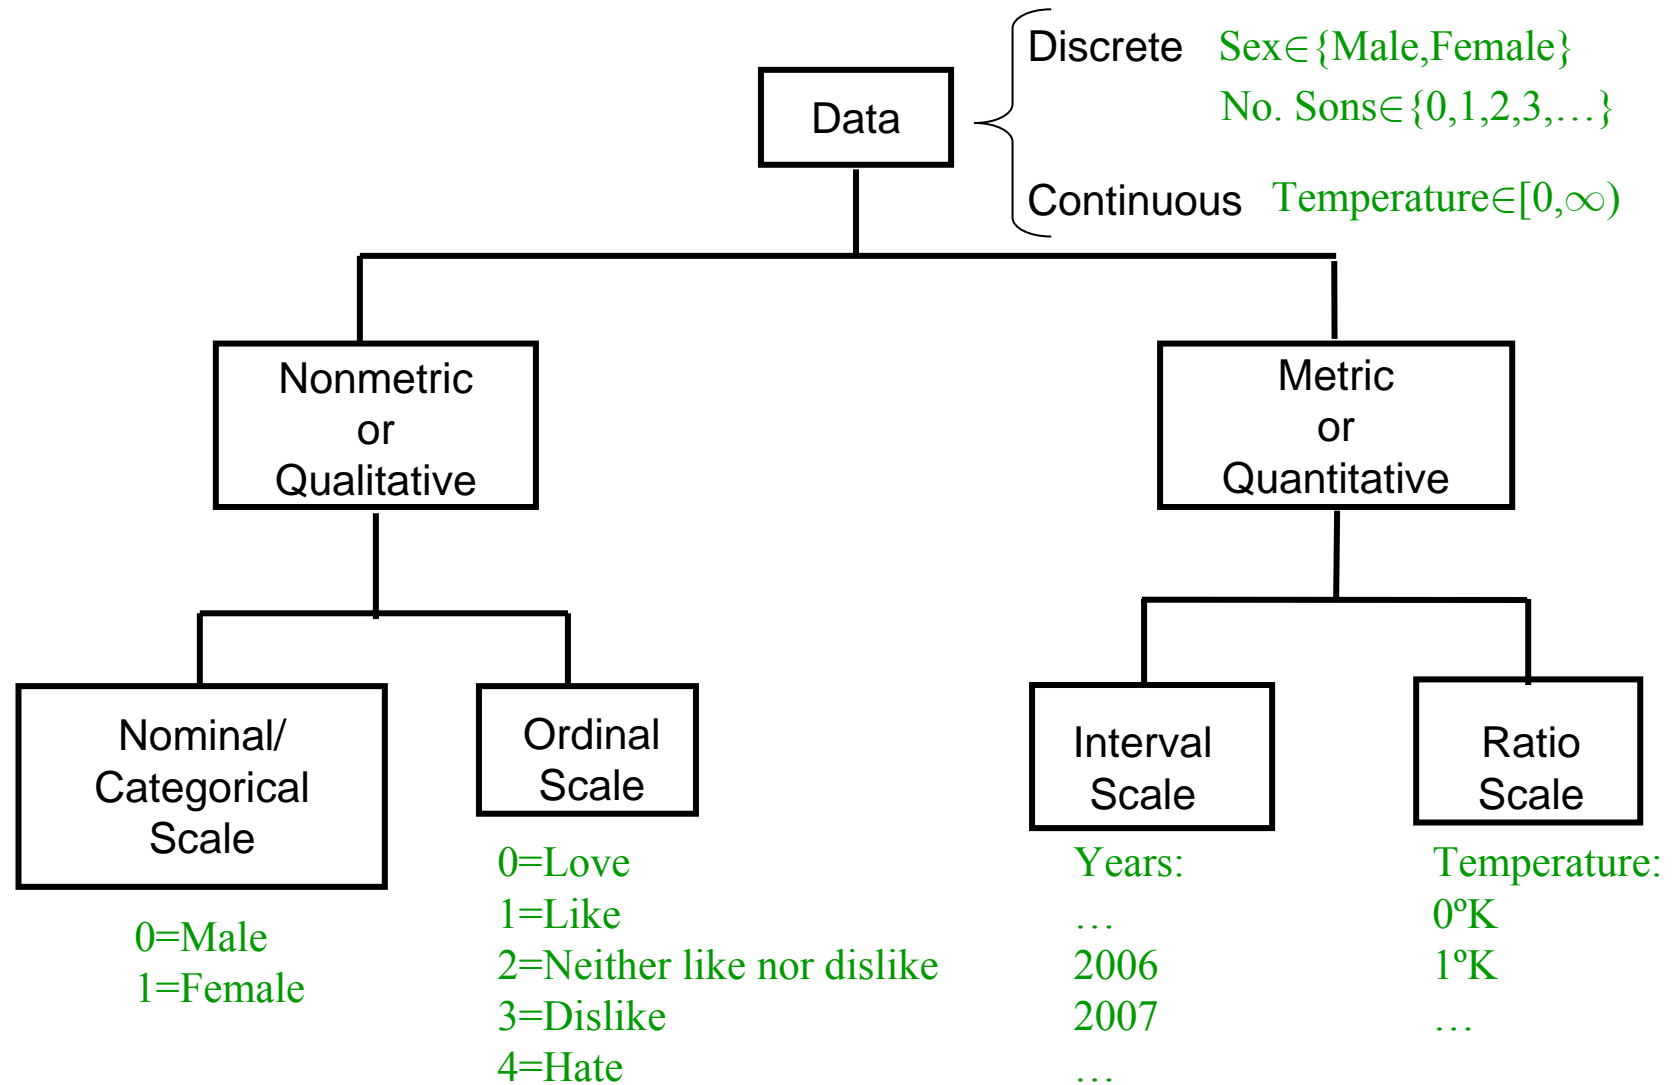 Data
Discrete Sex∈{Male,Female}
No. Sons∈{0,1,2,3,…}
Continuous Temperature∈[0,∞)
Nonmetric
or
Qualitative
Metric
or
Quantitative
Nominal/
Categorical
Scale
0=Male
1=Female
Ordinal
Scale
0=Love
1=Like
2=Neither like nor dislike
3=Dislike
4=Hate
Interval
Scale
Years:
…
2006
2007
…
Ratio
Scale
Temperature:
0ºK
1ºK
…